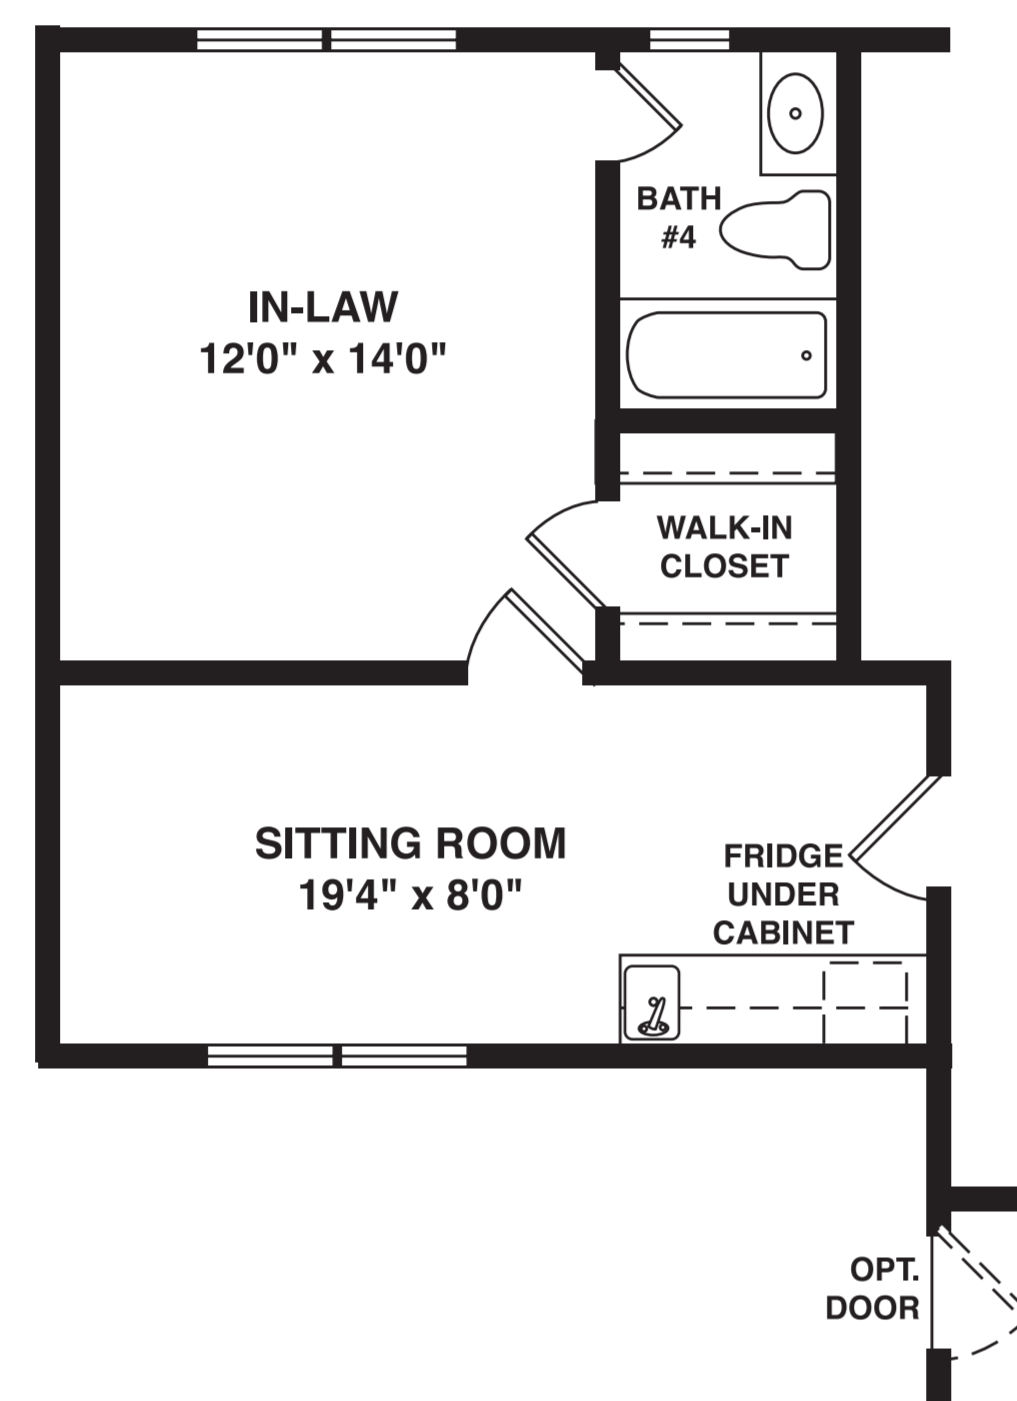 BATH
#4
IN-LAW
12'0" x 14'0"
WALK-IN
CLOSET
SITTING ROOM
19'4" x 8'0"
FRIDGE
UNDER
CABINET
OPT.
DOOR